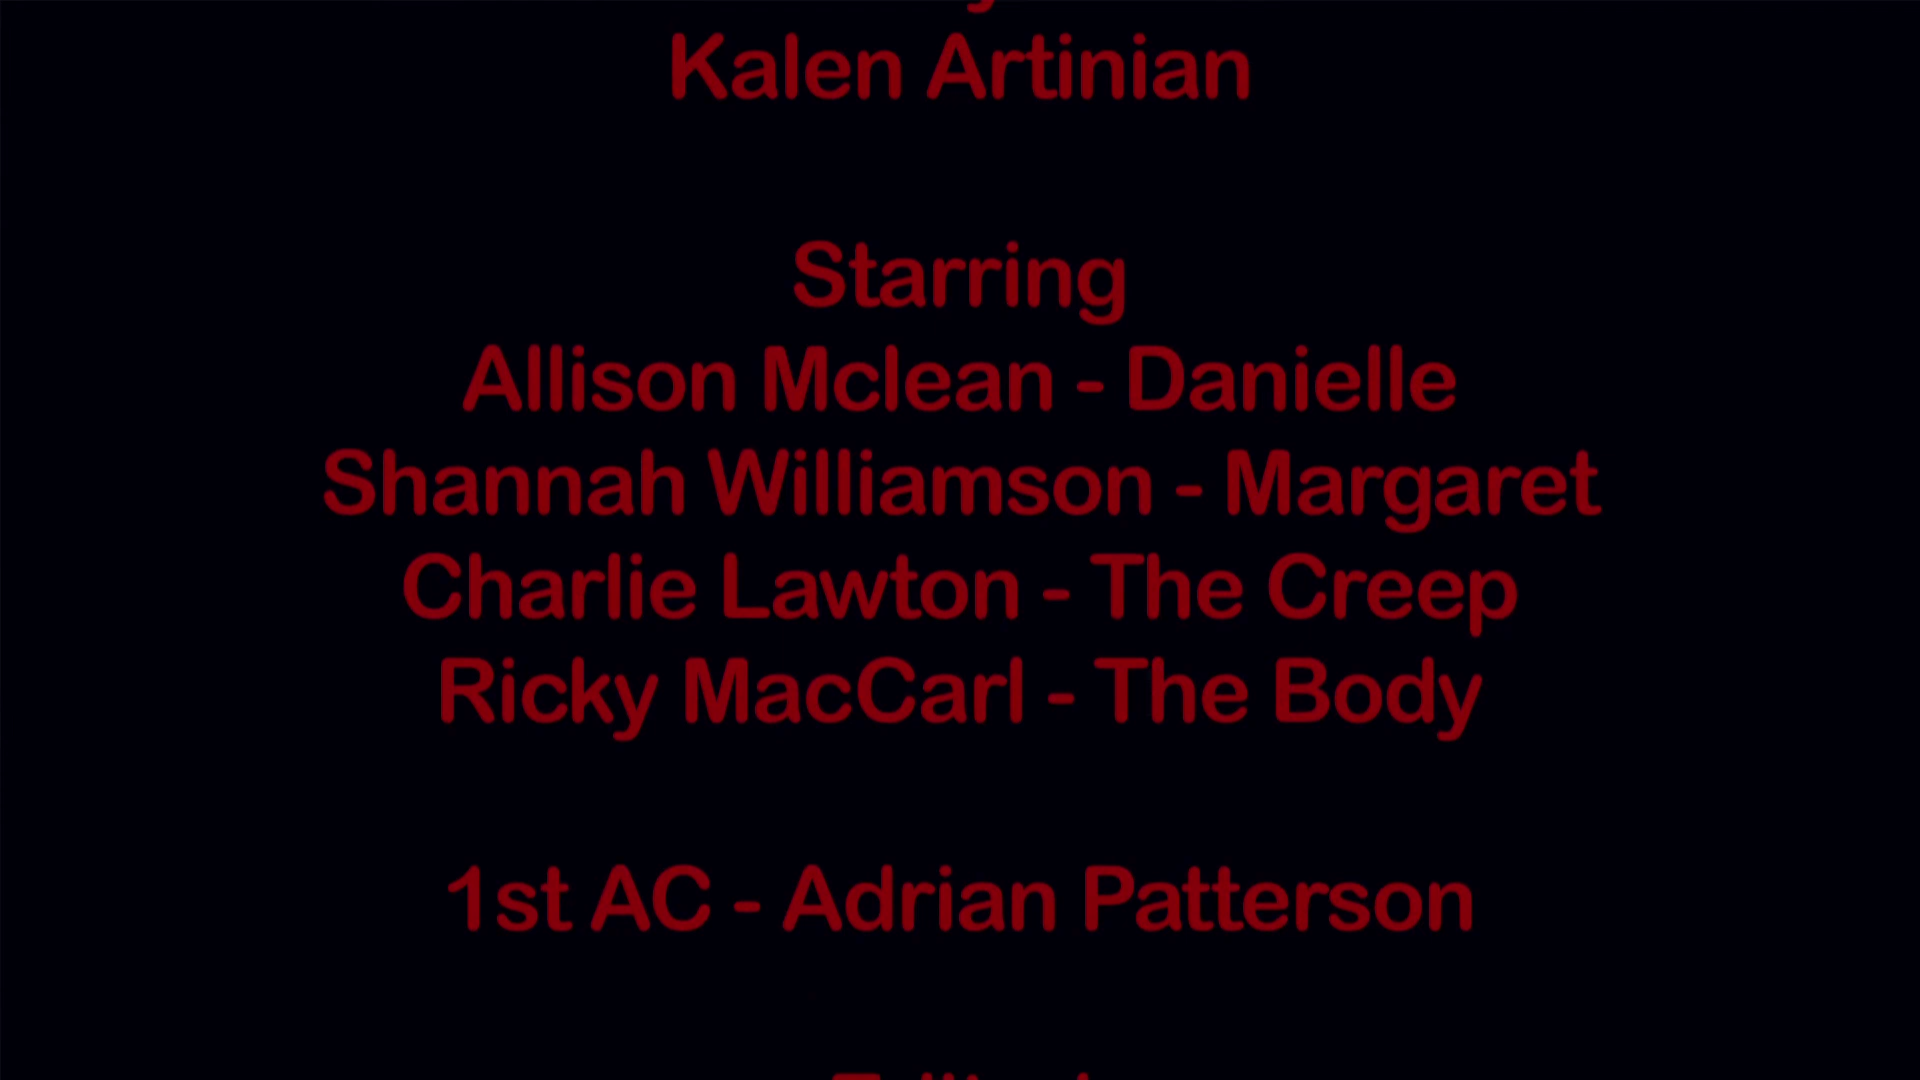 Kalen Artinian
Starring
Allison Mclean - Danielle
Shannah Williamson - Margaret
Charlie Lawton - The Creep
Ricky MacCarl - The Body
1st AC - Adrian Patterson